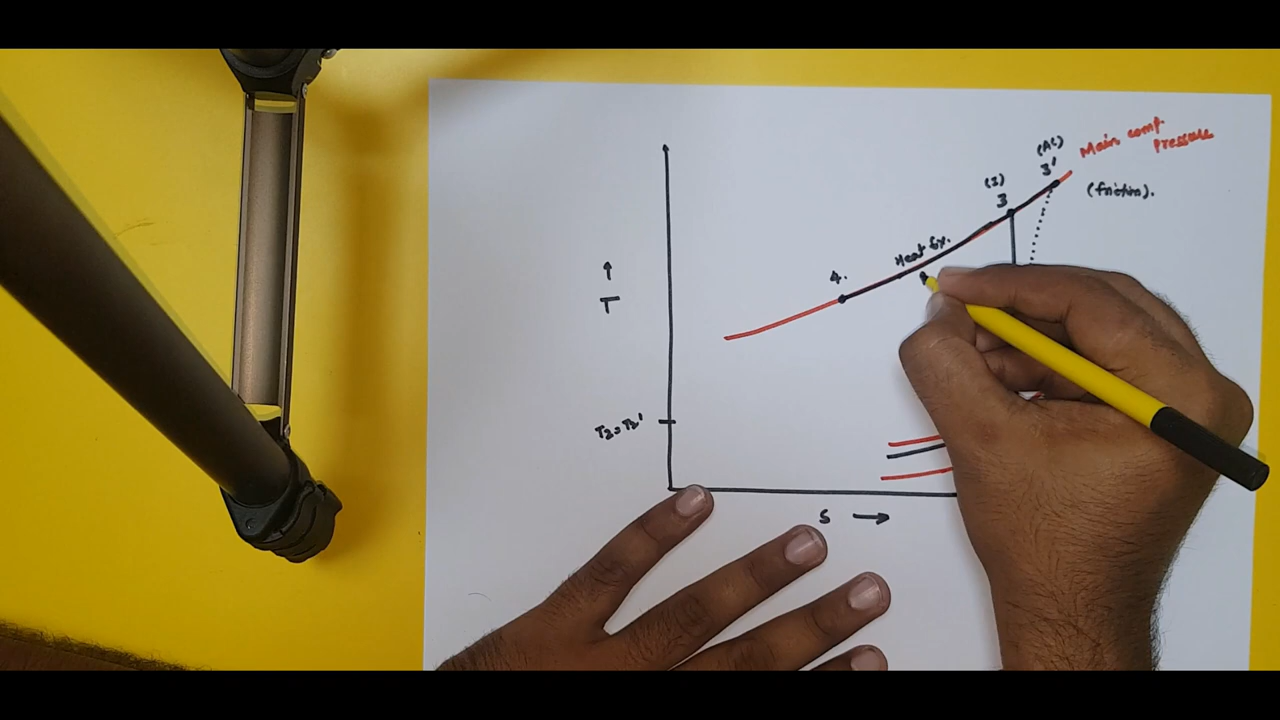 Main comp.
Pressure
(AC)
3'
(I)
3
(friction).
Heat Ex.
4.
T
T2=T2'
S